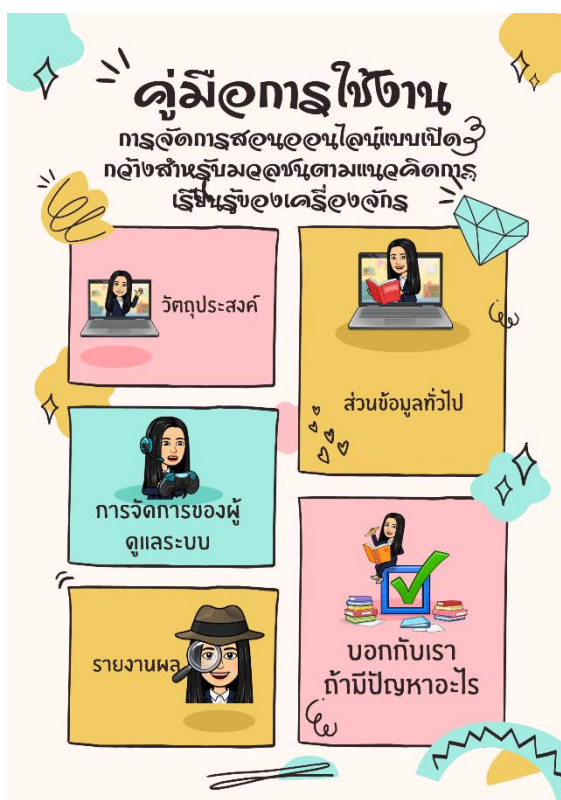 คู่มือการใช้งาน
การจัดการสอนออนไลน์แบบเปิด
กว้างสำหรับมวลชนตามแนวคิดการ
เรียนรู้ของเครื่องจักร
วัตถุประสงค์
ส่วนข้อมูลทั่วไป
การจัดการของผู้
ดูแลระบบ
รายงานผล
บอกกับเรา
ถ้ามีปัญหาอะไร